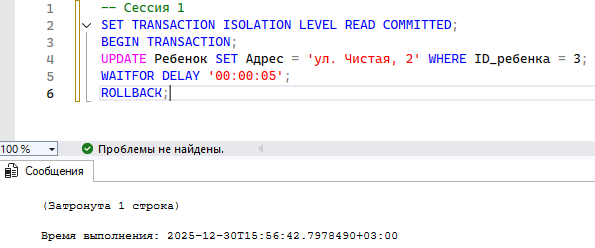 1 -- Сессия 1
2 SET TRANSACTION ISOLATION LEVEL READ COMMITTED;
3 BEGIN TRANSACTION;
4 UPDATE Ребенок SET Адрес = 'ул. Чистая, 2' WHERE ID_ребенка = 3;
5 WAITFOR DELAY '00:00:05';
6 ROLLBACK;
100 % Проблемы не найдены.
Сообщения
(Затронута 1 строка)
Время выполнения: 2025-12-30T15:56:42.7978490+03:00